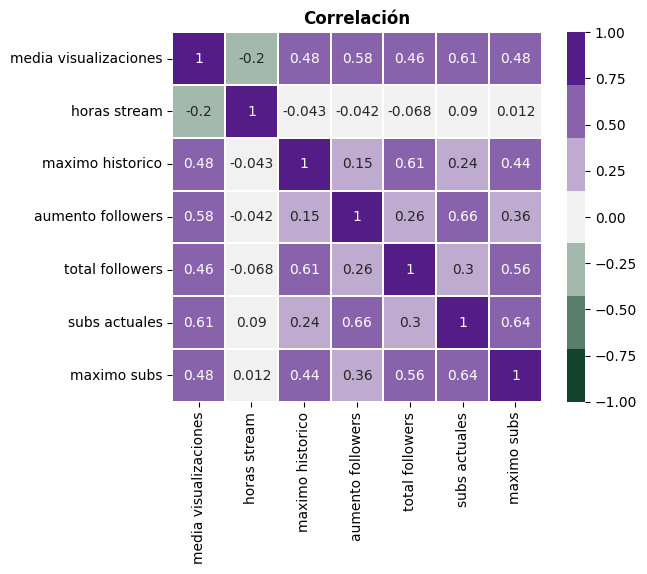 Correlación
media visualizaciones 1 -0.2 0.48 0.58 0.46 0.61 0.48
horas stream -0.2 1 -0.043 -0.042 -0.068 0.09 0.012
maximo historico 0.48 -0.043 1 0.15 0.61 0.24 0.44
aumento followers 0.58 -0.042 0.15 1 0.26 0.66 0.36
total followers 0.46 -0.068 0.61 0.26 1 0.3 0.56
subs actuales 0.61 0.09 0.24 0.66 0.3 1 0.64
maximo subs 0.48 0.012 0.44 0.36 0.56 0.64 1
media visualizaciones
horas stream
maximo historico
aumento followers
total followers
subs actuales
maximo subs
1.00
0.75
0.50
0.25
0.00
−0.25
−0.50
−0.75
−1.00